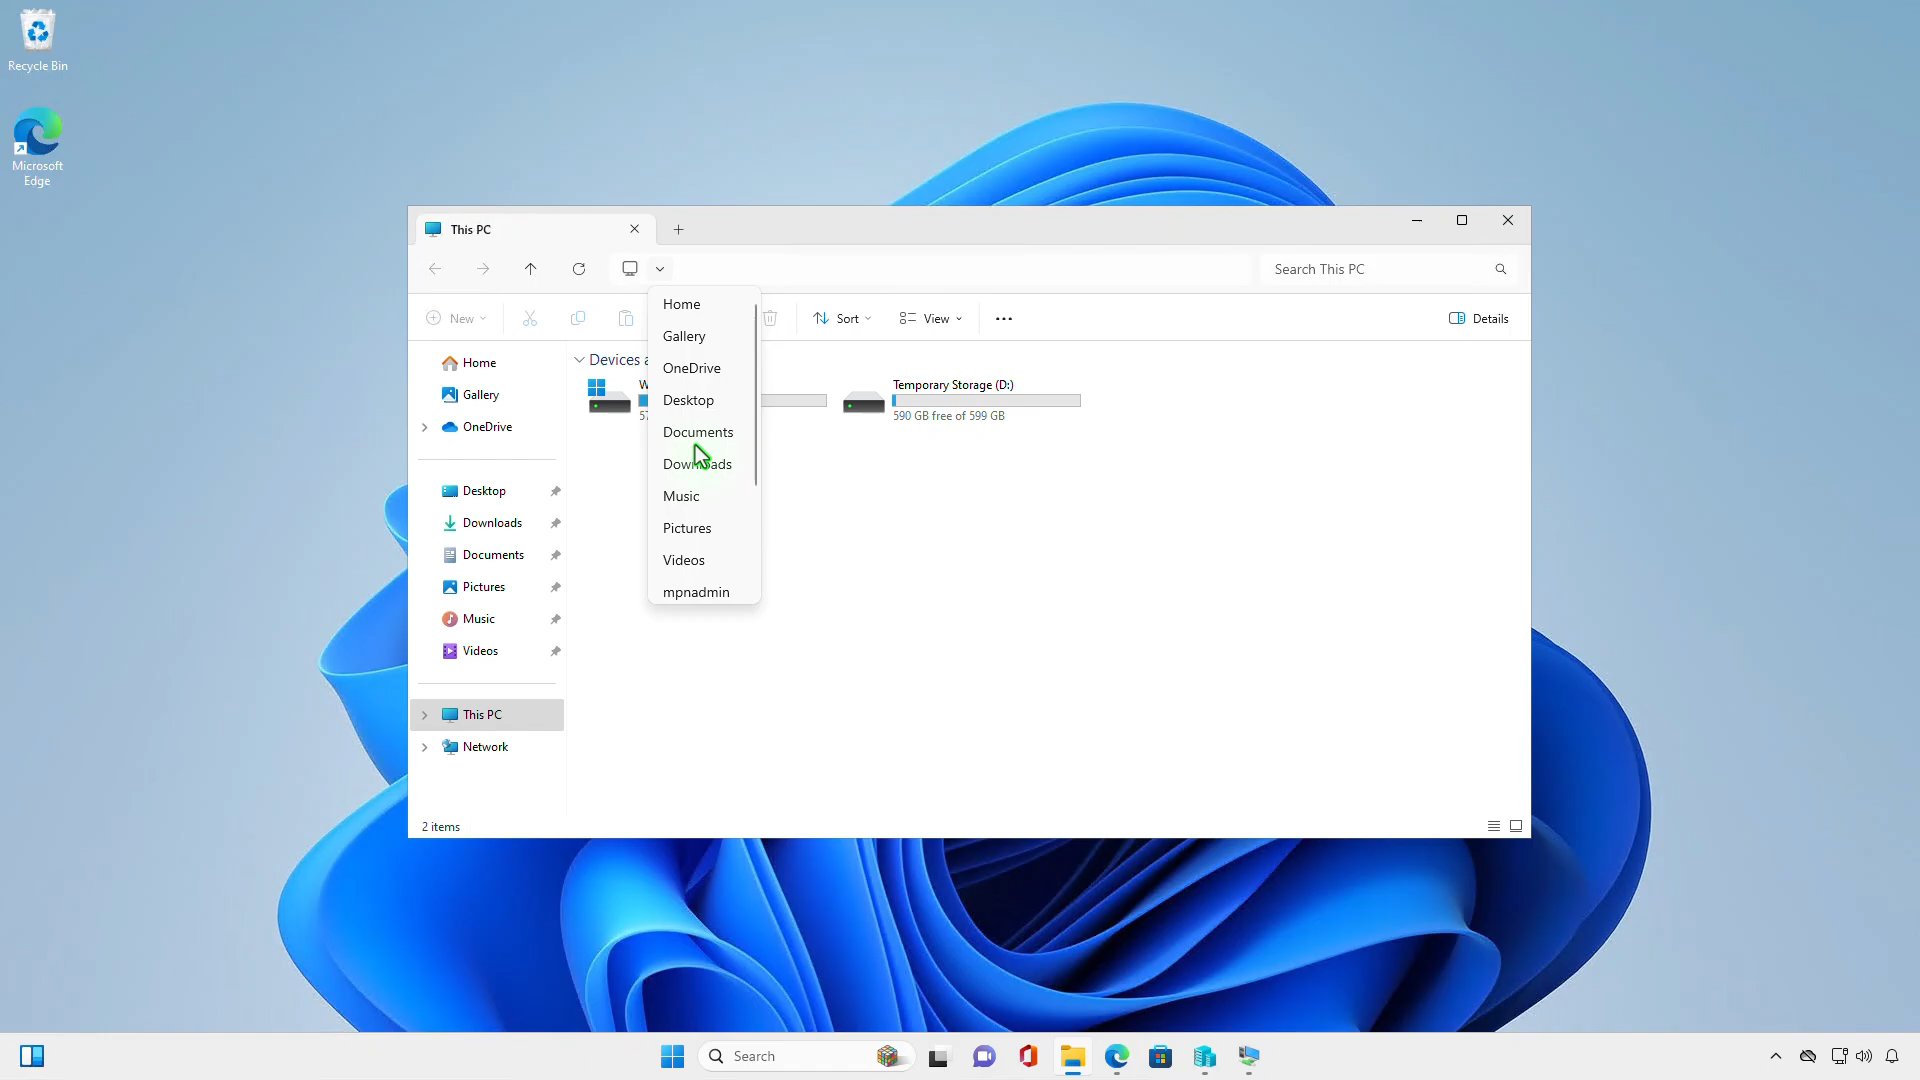 Recycle Bin
Microsoft
Edge
This PC
Search This PC
New
Sort
View
Details
Home
Gallery
OneDrive
Desktop
Downloads
Documents
Pictures
Music
Videos
This PC
Network
Home
Gallery
OneDrive
Desktop
Documents
Downloads
Music
Pictures
Videos
mpnadmin
Devices a
W
57
Temporary Storage (D:)
590 GB free of 599 GB
2 items
Search